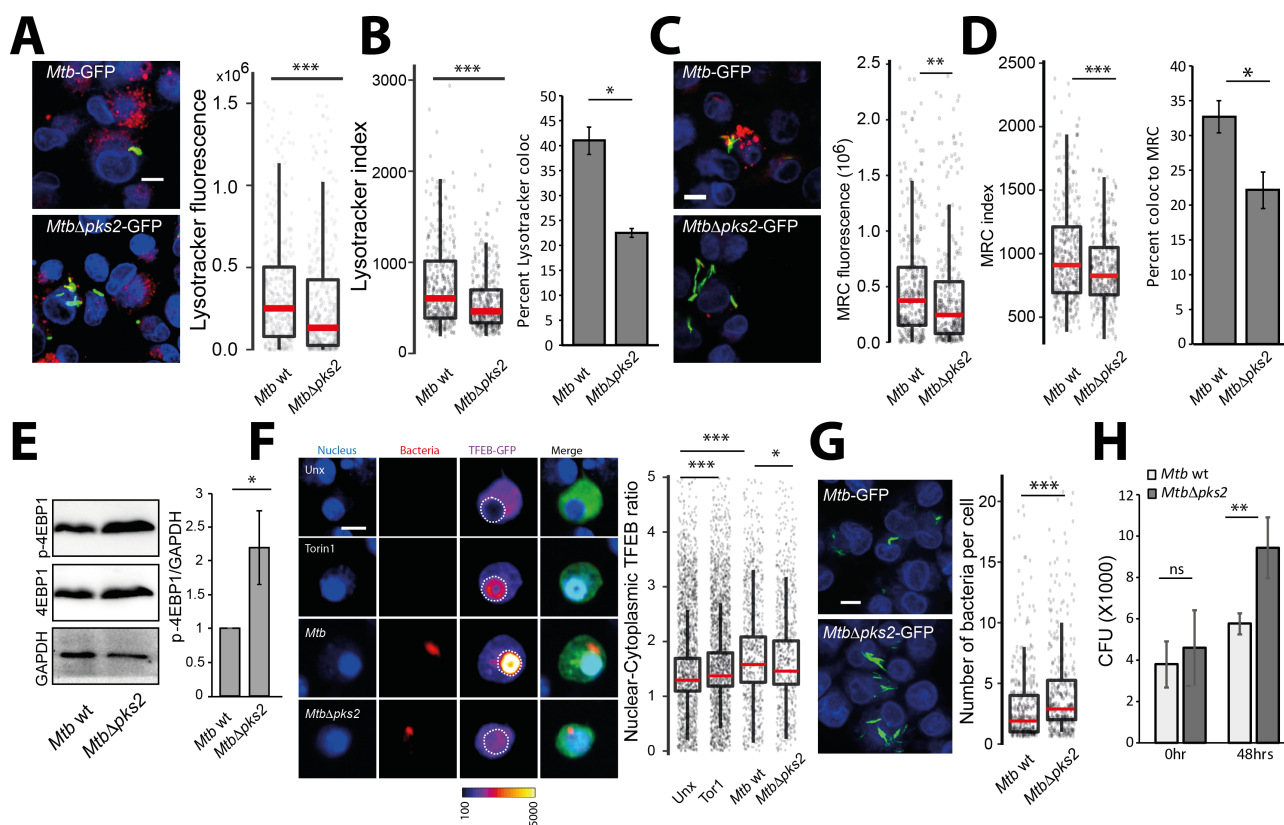 A
Mtb-GFP
MtbΔpks2-GFP
Lysotracker fluorescence
x10⁶
1.5
1.0
0.5
0.0
***
Mtb wt
MtbΔpks2
B
Lysotracker index
3000
2000
1000
0
***
Mtb wt
MtbΔpks2
Percent Lysotracker coloc
50
45
40
35
30
25
20
15
10
5
0
*
Mtb wt
MtbΔpks2
C
Mtb-GFP
MtbΔpks2-GFP
MRC fluorescence (10⁶)
2.5
2.0
1.5
1.0
0.5
0.0
**
Mtb wt
MtbΔpks2
D
MRC index
2500
2000
1500
1000
500
***
Mtb wt
MtbΔpks2
Percent coloc to MRC
40
35
30
25
20
15
10
5
0
*
Mtb wt
MtbΔpks2
E
p-4EBP1
4EBP1
GAPDH
Mtb wt
MtbΔpks2
p-4EBP1/GAPDH
3
2.5
2
1.5
1
0.5
0
*
Mtb wt
MtbΔpks2
F
Nucleus
Bacteria
TFEB-GFP
Merge
Unx
Torin1
Mtb
MtbΔpks2
100
5000
Nuclear-Cytoplasmic TFEB ratio
5
4
3
2
1
0
***
***
*
Unx
Tor1
Mtb wt
MtbΔpks2
G
Mtb-GFP
MtbΔpks2-GFP
Number of bacteria per cell
20
15
10
5
0
***
Mtb wt
MtbΔpks2
H
Mtb wt
MtbΔpks2
CFU (X1000)
12
10
8
6
4
2
0
ns
**
0hr
48hrs